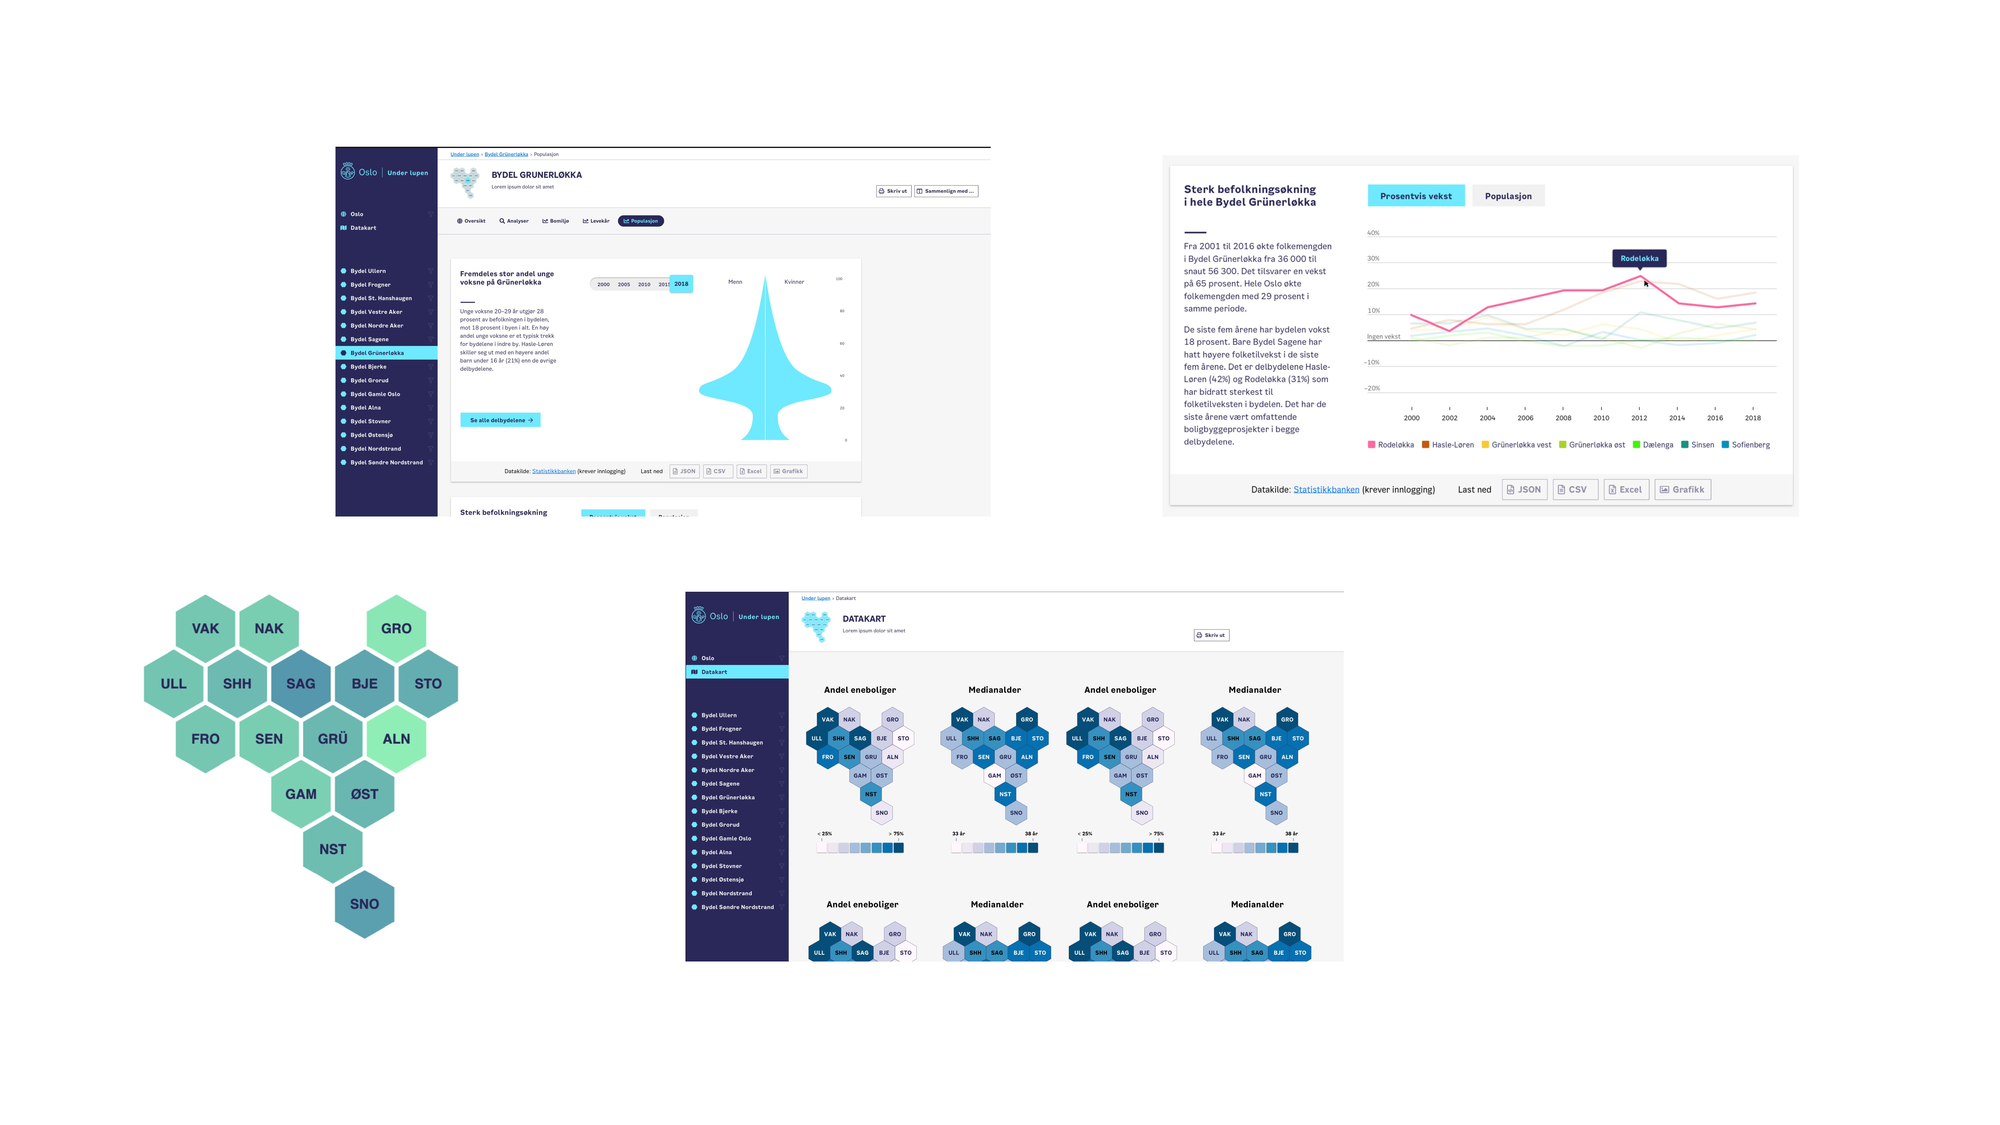 Under lupen › Bydel Grünerløkka › Populasjon
Oslo | Under lupen
BYDEL GRUNERLØKKA
Lorem ipsum dolor sit amet
Skriv ut
Sammenlign med ...
Oversikt
Analyser
Bomiljø
Levekår
Populasjon
Oslo
Datakart
Bydel Ullern
Bydel Frogner
Bydel St. Hanshaugen
Bydel Vestre Aker
Bydel Nordre Aker
Bydel Sagene
Bydel Grünerløkka
Bydel Bjerke
Bydel Grorud
Bydel Gamle Oslo
Bydel Alna
Bydel Stovner
Bydel Østensjø
Bydel Nordstrand
Bydel Søndre Nordstrand
Fremdeles stor andel unge
voksne på Grünerløkka
Unge voksne 20–29 år utgjør 28
prosent av befolkningen i bydelen,
mot 18 prosent i byen i alt. En høy
andel unge voksne er et typisk trekk
for bydelene i indre by. Hasle-Løren
skiller seg ut med en høyere andel
barn under 16 år (21%) enn de øvrige
delbydelene.
Se alle delbydelene →
2000 2005 2010 2015 2018
Menn
Kvinner
100
80
60
40
20
0
Datakilde: Statistikkbanken (krever innlogging)
Last ned
JSON
CSV
Excel
Grafikk
Sterk befolkningsøkning
Prosentvis vekst
Populasjon
Sterk befolkningsøkning
i hele Bydel Grünerløkka
Fra 2001 til 2016 økte folkemengden
i Bydel Grünerløkka fra 36 000 til
snaut 56 300. Det tilsvarer en vekst
på 65 prosent. Hele Oslo økte
folkemengden med 29 prosent i
samme periode.
De siste fem årene har bydelen vokst
18 prosent. Bare Bydel Sagene har
hatt høyere folketilvekst i de siste
fem årene. Det er delbydelene Hasle-
Løren (42%) og Rodeløkka (31%) som
har bidratt sterkest til
folketilveksten i bydelen. Det har de
siste årene vært omfattende
boligbyggeprosjekter i begge
delbydelene.
Prosentvis vekst
Populasjon
40%
30%
20%
10%
Ingen vekst
-10%
-20%
Rodeløkka
2000 2002 2004 2006 2008 2010 2012 2014 2016 2018
Rodeløkka Hasle-Løren Grünerløkka vest Grünerløkka øst Dælenga Sinsen Sofienberg
Datakilde: Statistikkbanken (krever innlogging)
Last ned
JSON
CSV
Excel
Grafikk
VAK NAK GRO
ULL SHH SAG BJE STO
FRO SEN GRÜ ALN
GAM ØST
NST
SNO
Under lupen › Datakart
Oslo | Under lupen
DATAKART
Lorem ipsum dolor sit amet
Skriv ut
Oslo
Datakart
Bydel Ullern
Bydel Frogner
Bydel St. Hanshaugen
Bydel Vestre Aker
Bydel Nordre Aker
Bydel Sagene
Bydel Grünerløkka
Bydel Bjerke
Bydel Grorud
Bydel Gamle Oslo
Bydel Alna
Bydel Stovner
Bydel Østensjø
Bydel Nordstrand
Bydel Søndre Nordstrand
Andel eneboliger
VAK NAK GRO
ULL SHH SAG BJE STO
FRO SEN GRU ALN
GAM ØST
NST
SNO
< 25% > 75%
Medianalder
VAK NAK GRO
ULL SHH SAG BJE STO
FRO SEN GRU ALN
GAM ØST
NST
SNO
33 år 38 år
Andel eneboliger
VAK NAK GRO
ULL SHH SAG BJE STO
FRO SEN GRU ALN
GAM ØST
NST
SNO
< 25% > 75%
Medianalder
VAK NAK GRO
ULL SHH SAG BJE STO
FRO SEN GRU ALN
GAM ØST
NST
SNO
33 år 38 år
Andel eneboliger
VAK NAK GRO
ULL SHH SAG BJE STO
Medianalder
VAK NAK GRO
ULL SHH SAG BJE STO
Andel eneboliger
VAK NAK GRO
ULL SHH SAG BJE STO
Medianalder
VAK NAK GRO
ULL SHH SAG BJE STO